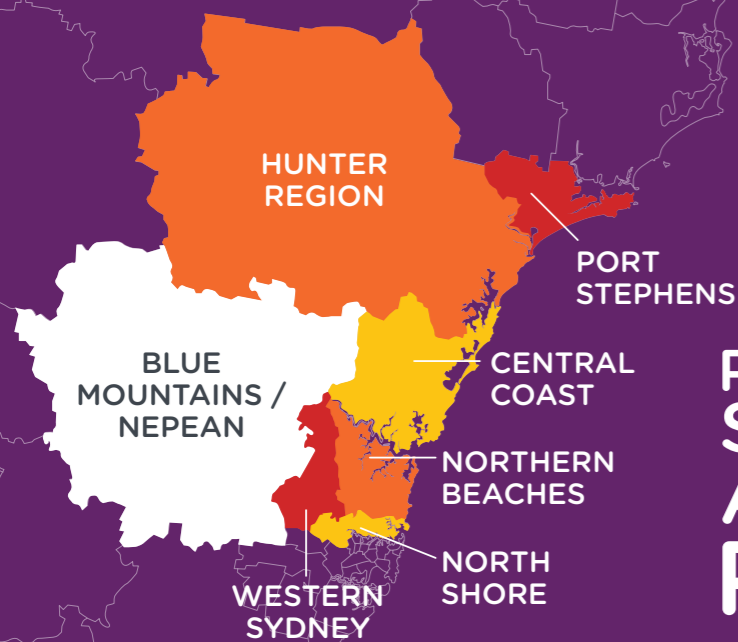 HUNTER
REGION
PORT
STEPHENS
BLUE
MOUNTAINS /
NEPEAN
CENTRAL
COAST
NORTHERN
BEACHES
NORTH
SHORE
WESTERN
SYDNEY